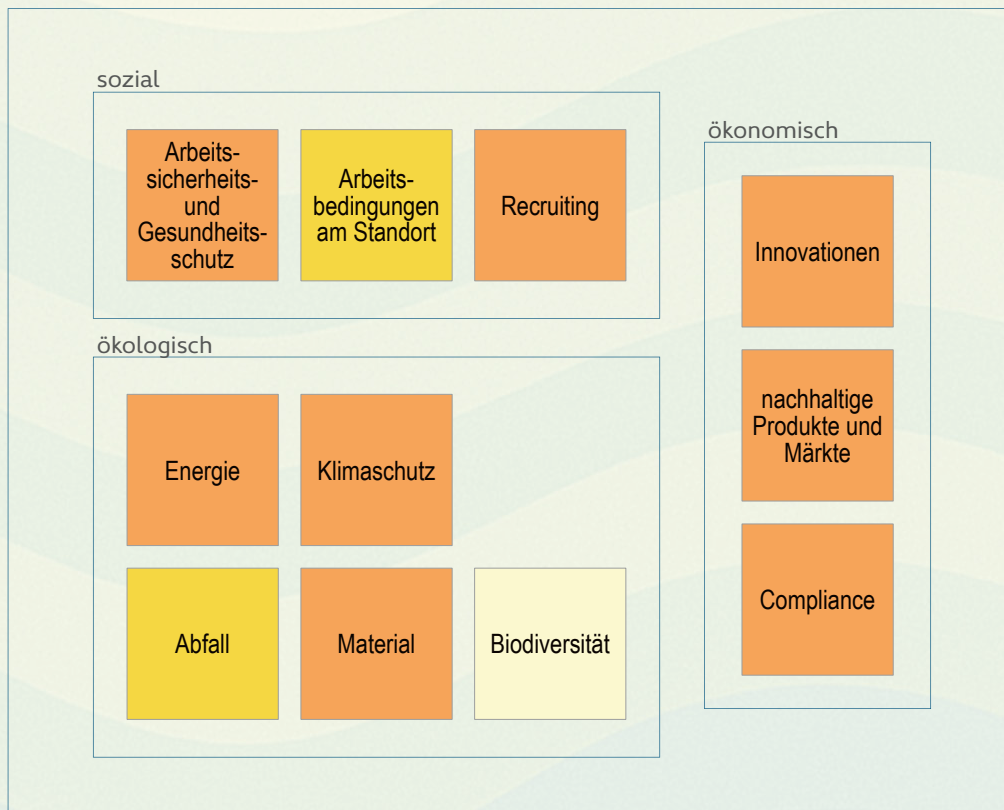 sozial
Arbeits-
sicherheits-
und
Gesundheits-
schutz
Arbeits-
bedingungen
am Standort
Recruiting
ökologisch
Energie
Klimaschutz
Abfall
Material
Biodiversität
ökonomisch
Innovationen
nachhaltige
Produkte und
Märkte
Compliance